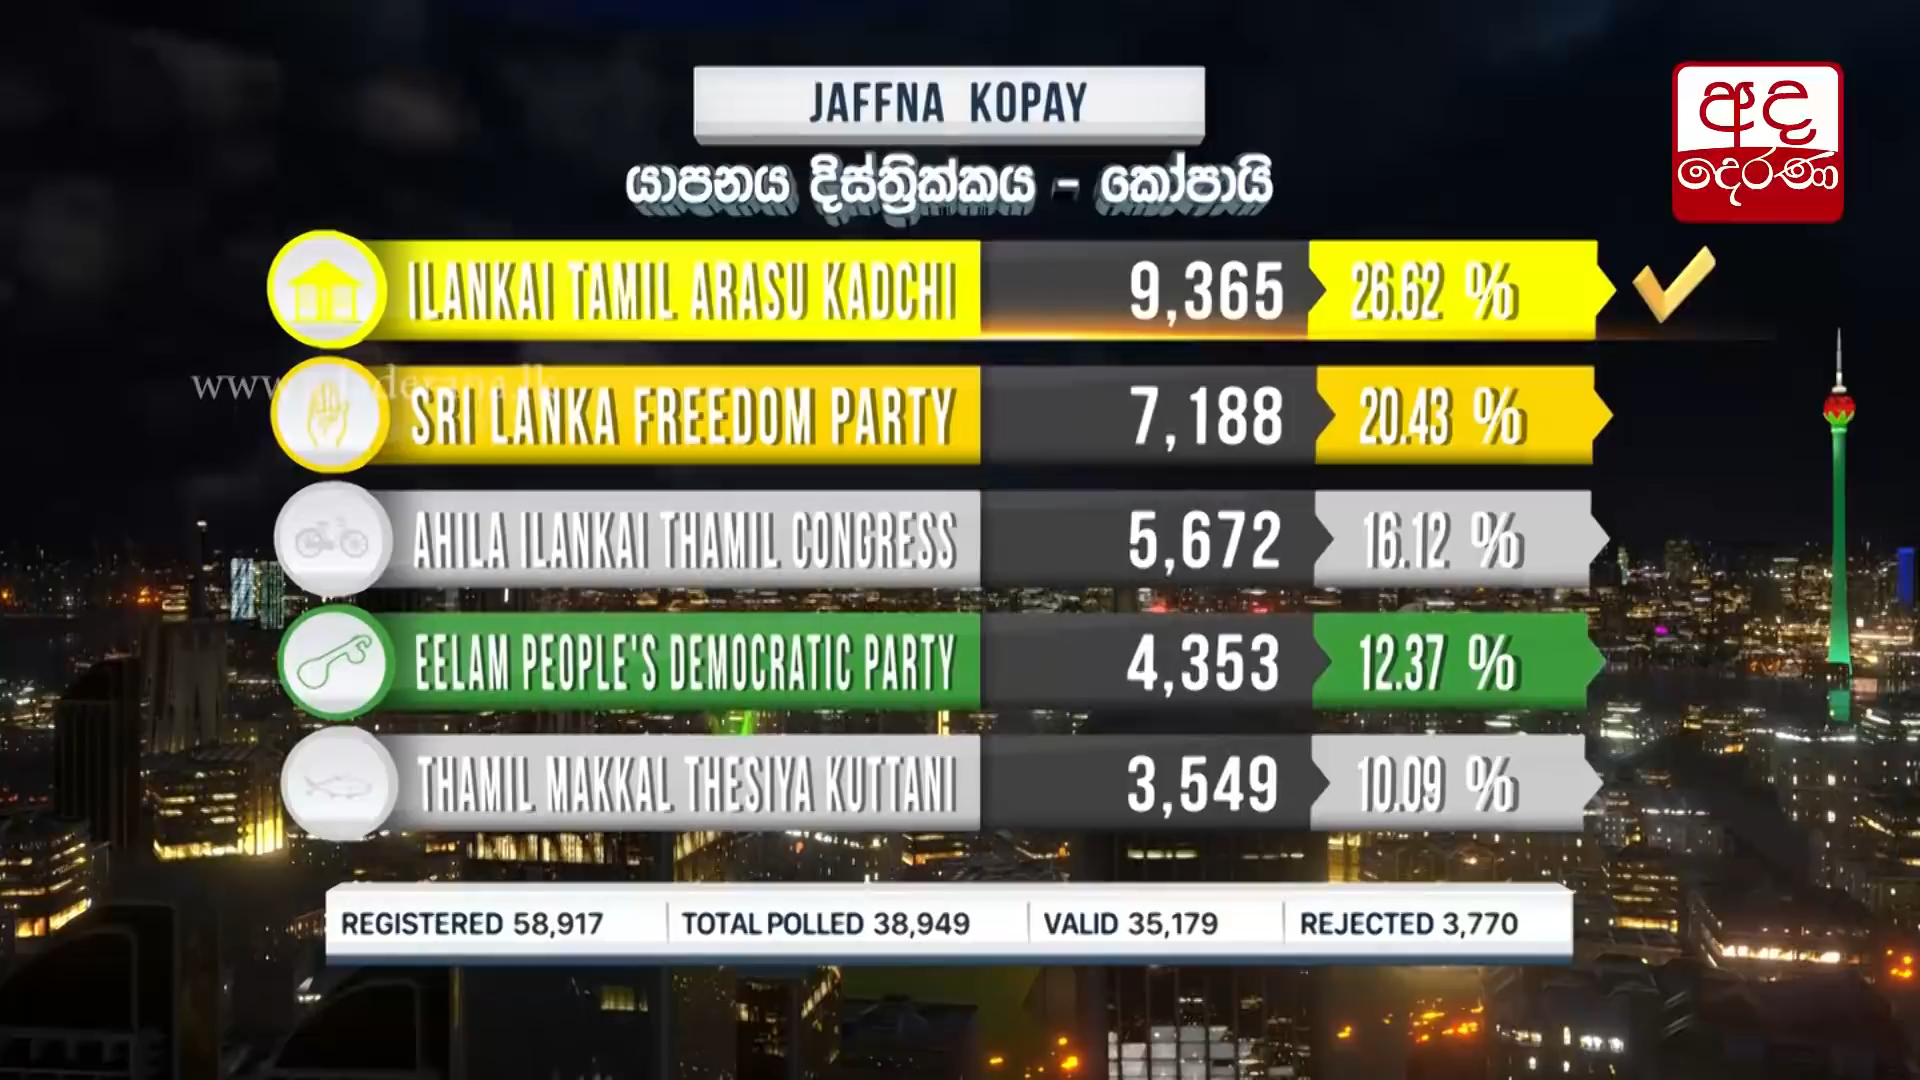 JAFFNA KOPAY
යාපනය දිස්ත්‍රික්කය - කෝපායි
අද
දෙරණ
ILANKAI TAMIL ARASU KADCHI 9,365 26.62 %
SRI LANKA FREEDOM PARTY 7,188 20.43 %
AHILA ILANKAI THAMIL CONGRESS 5,672 16.12 %
EELAM PEOPLE'S DEMOCRATIC PARTY 4,353 12.37 %
THAMIL MAKKAL THESIYA KUTTANI 3,549 10.09 %
REGISTERED 58,917 TOTAL POLLED 38,949 VALID 35,179 REJECTED 3,770